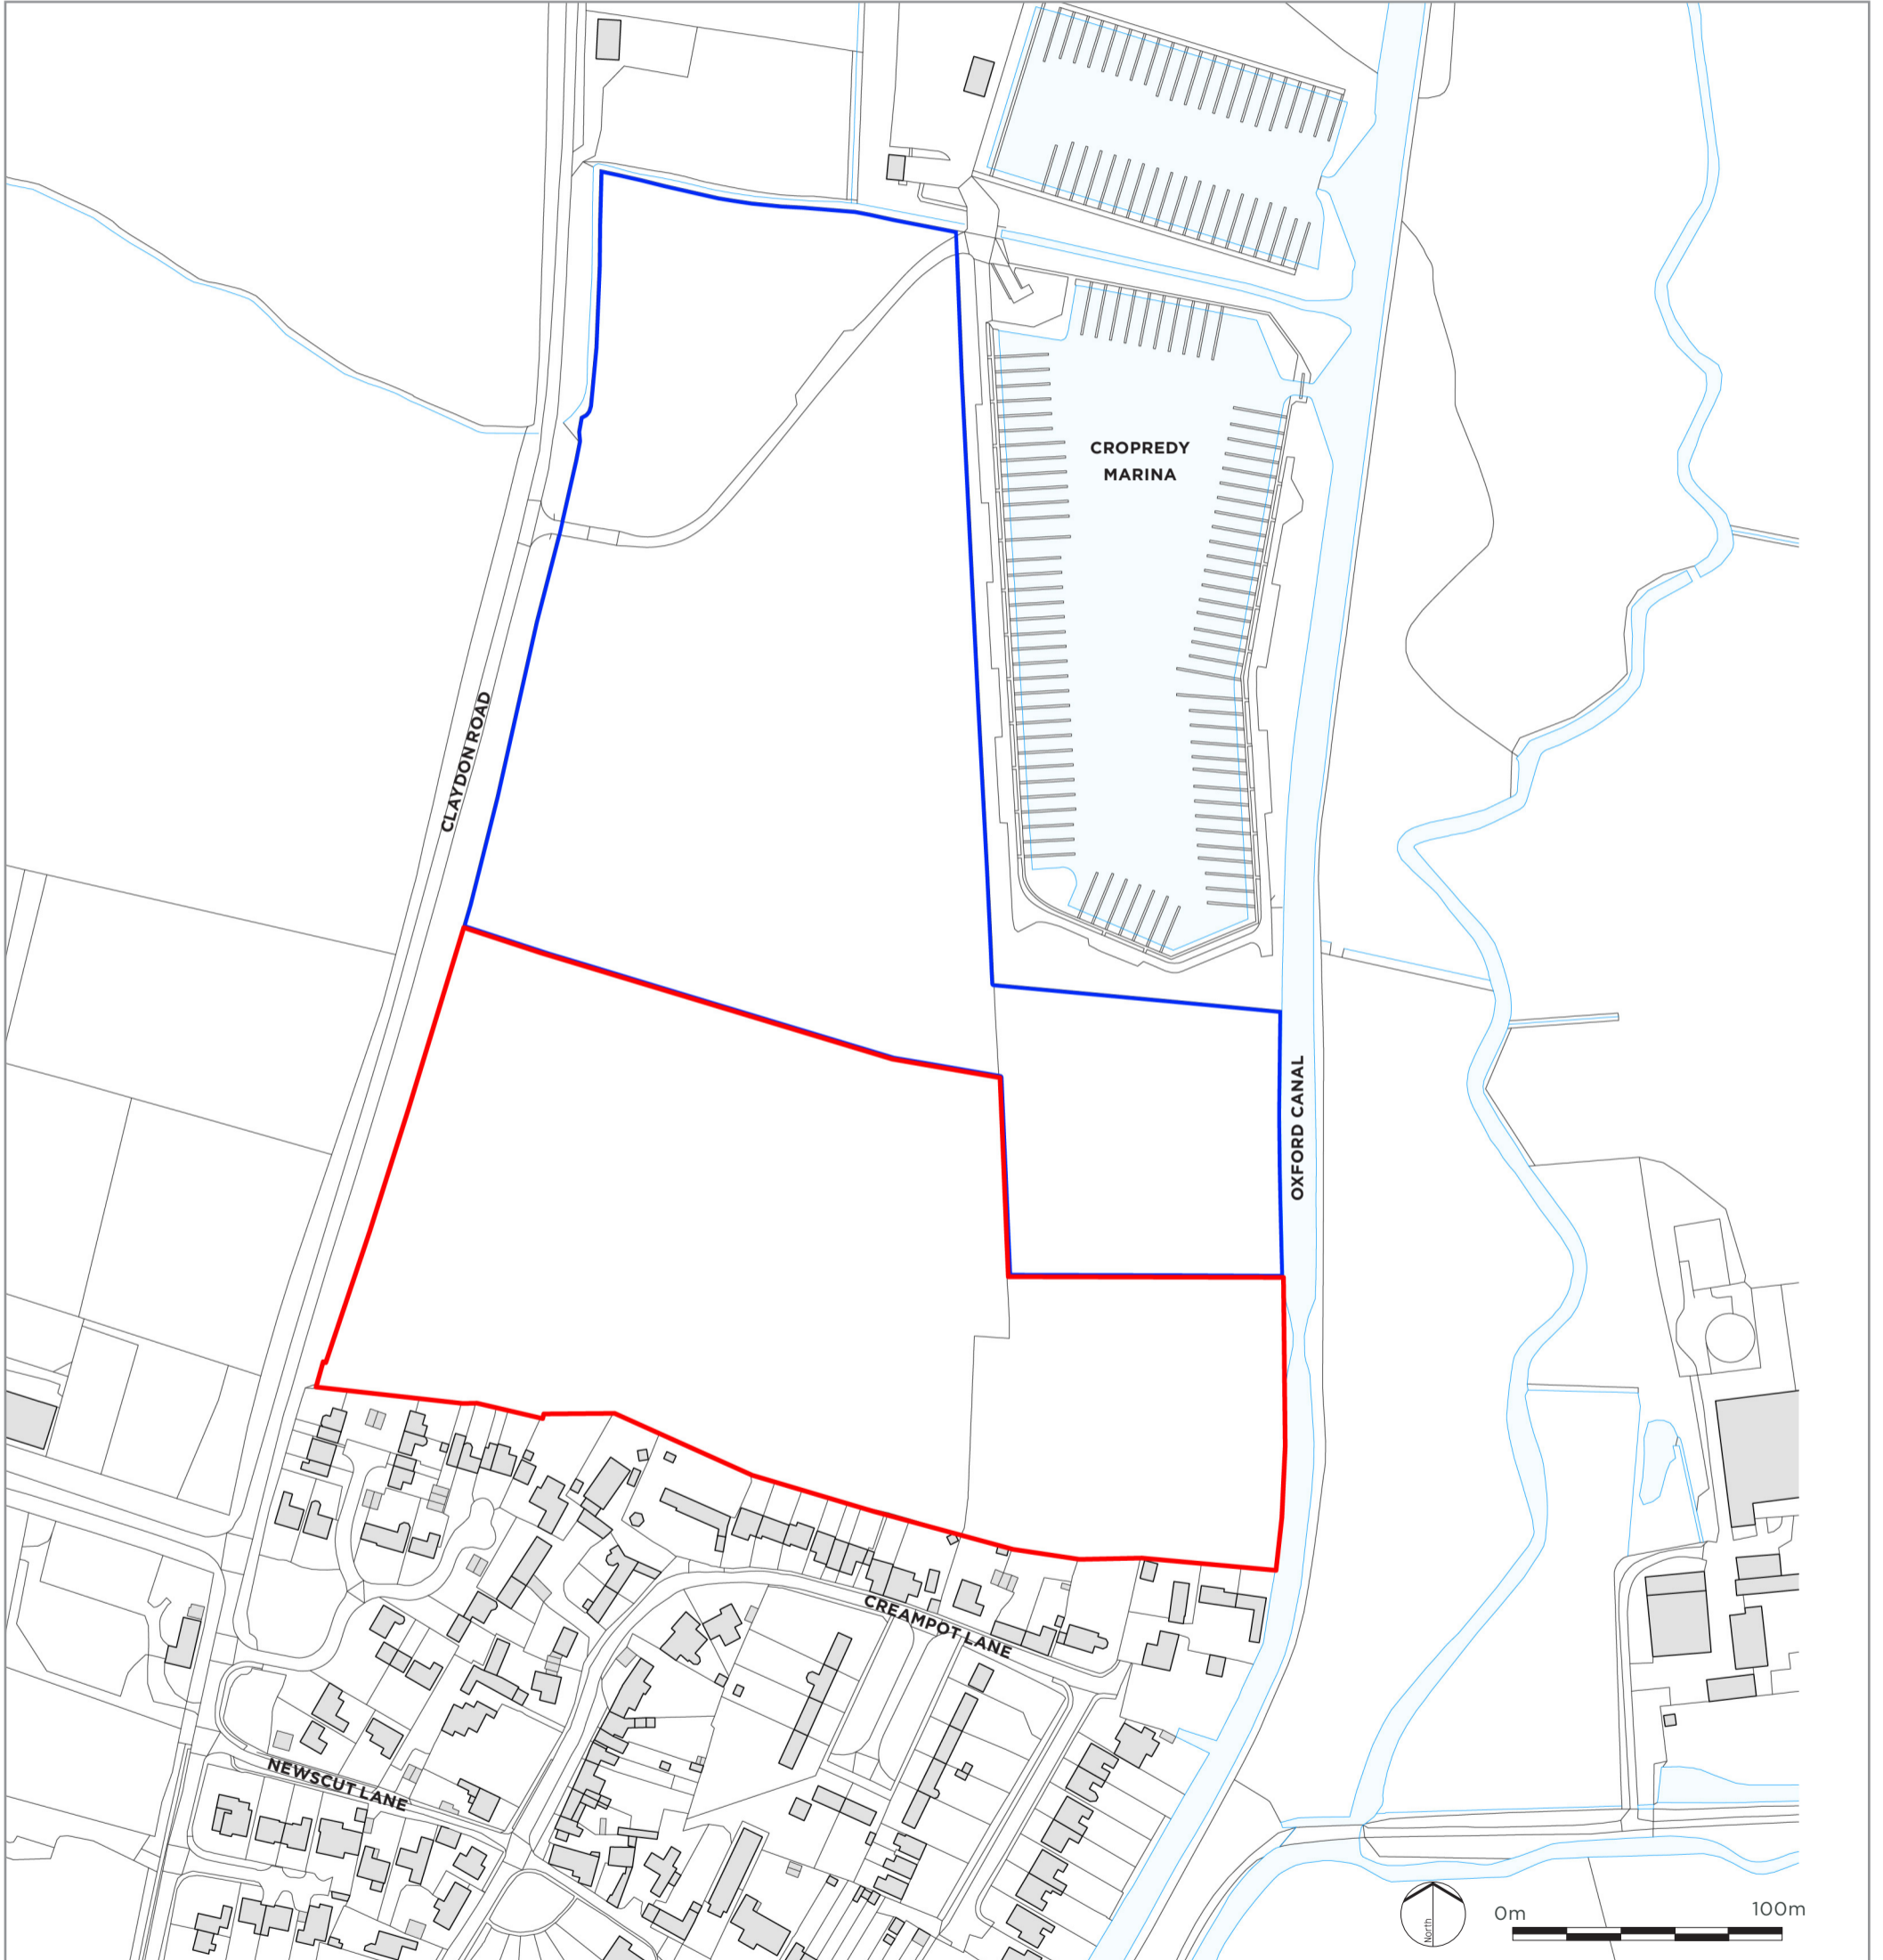 CROPREDY
MARINA
CLAYDON ROAD
OXFORD CANAL
CREAMPOT LANE
NEWSCUT LANE
North
0m
100m